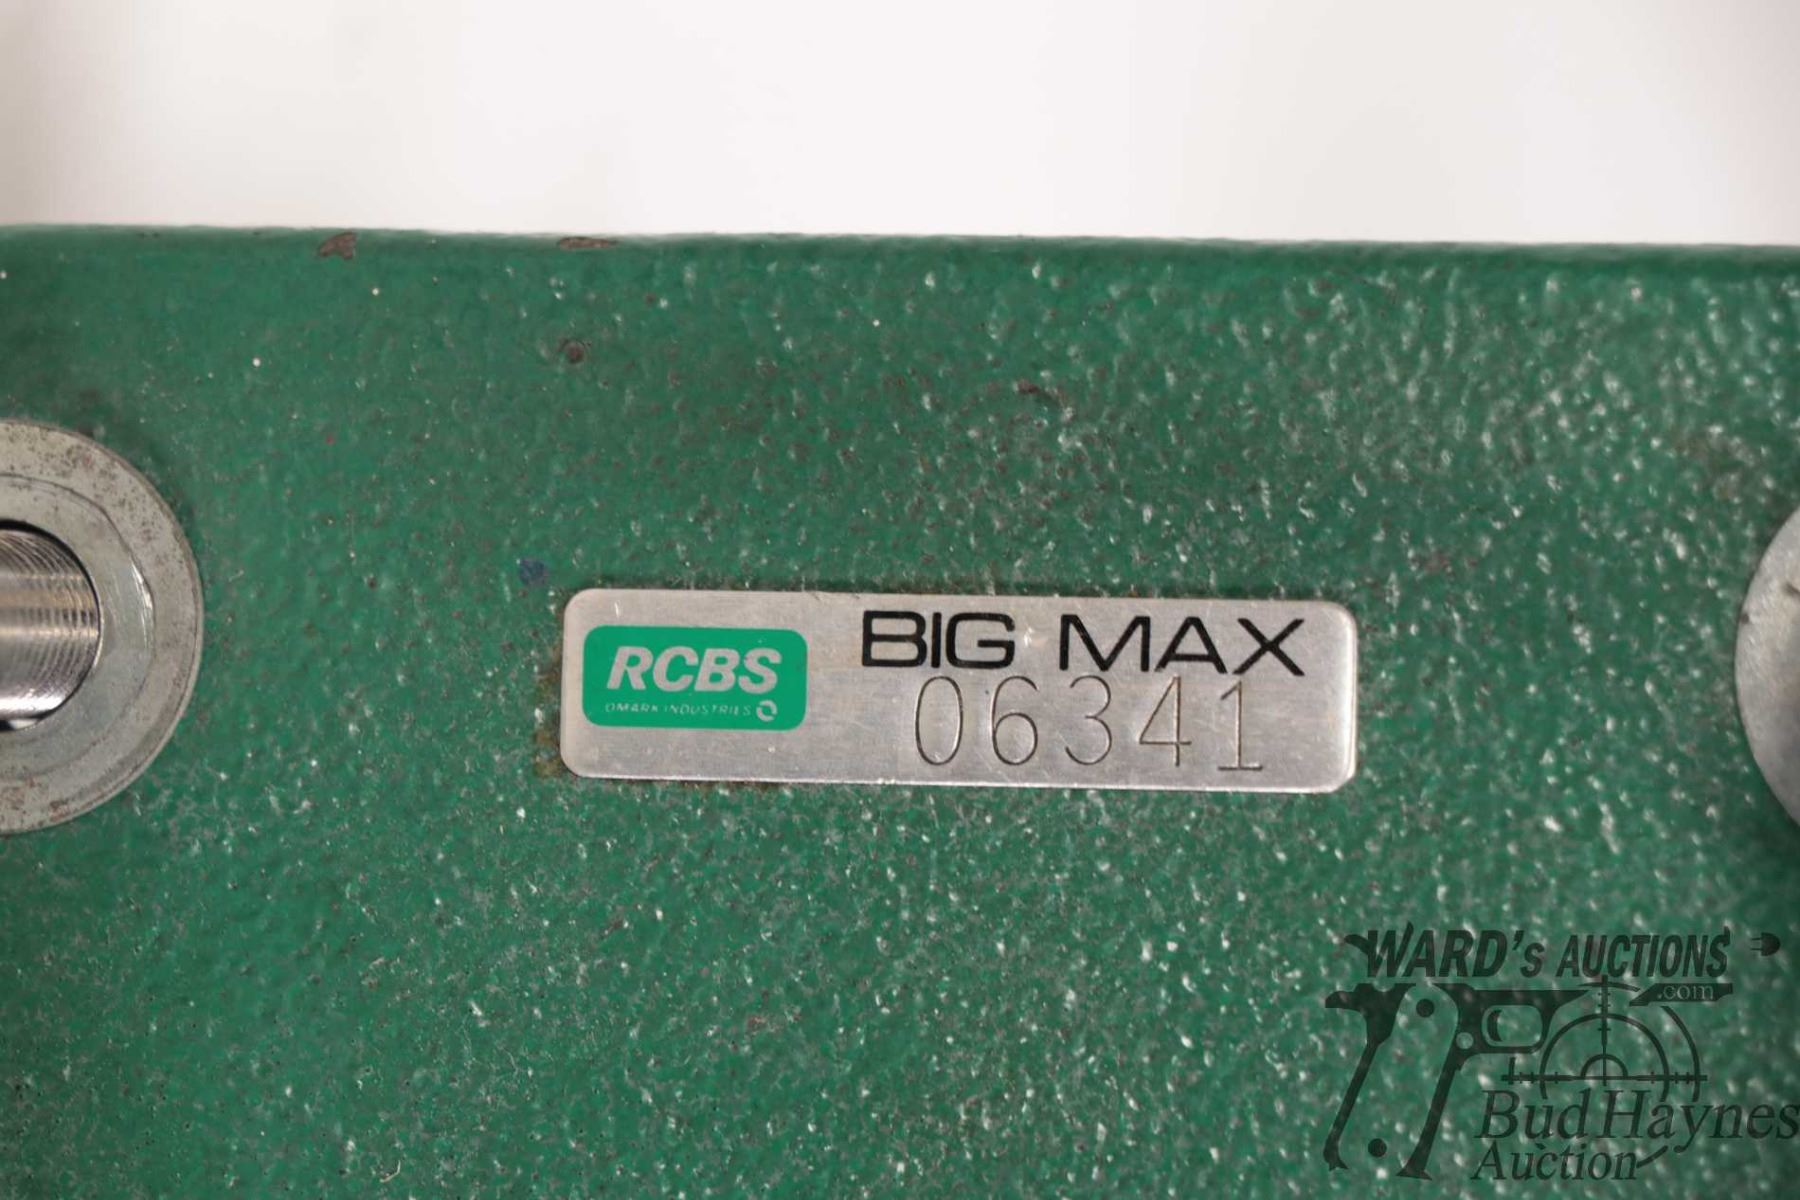 BIG MAX
RCBS
OMARK INDUSTRIES
06341
WARD's AUCTIONS
.com
Bud Haynes
Auction